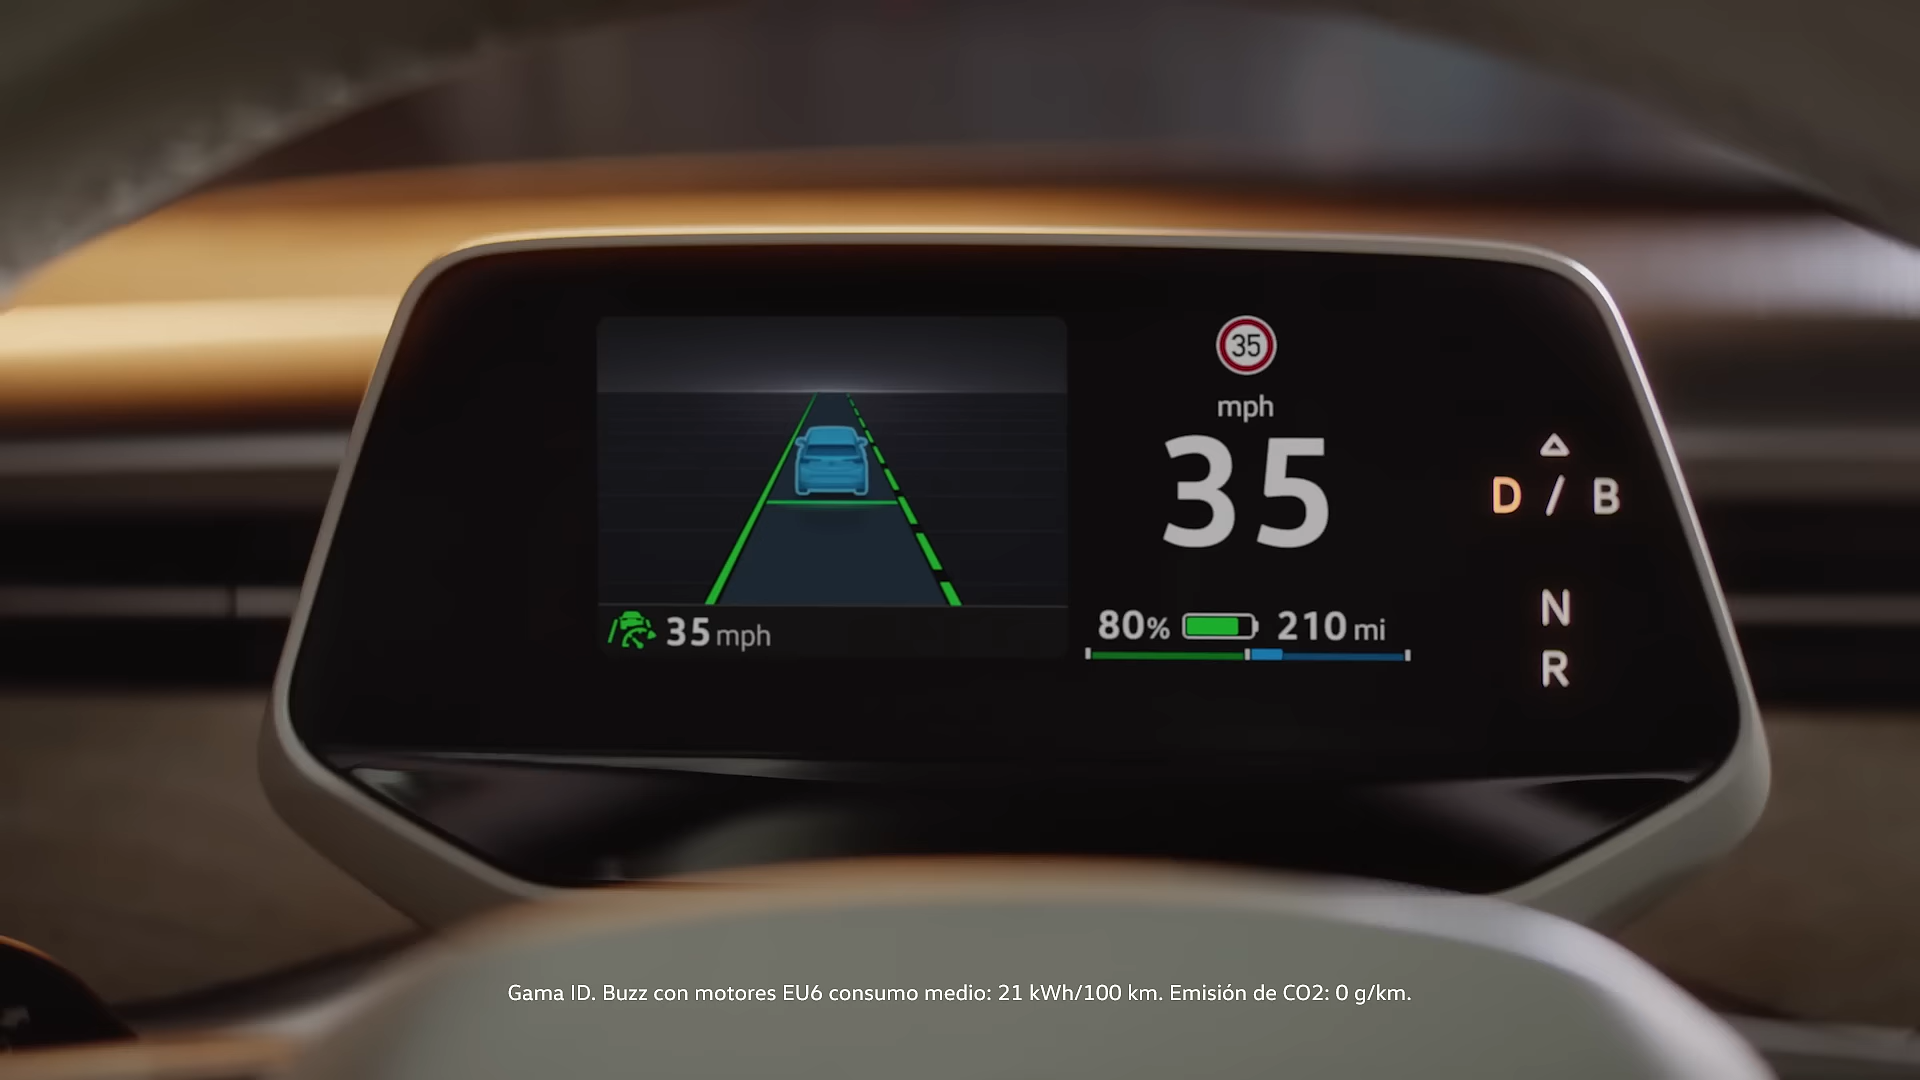 35
mph
35
D / B
N
R
35 mph
80% 210 mi
Gama ID. Buzz con motores EU6 consumo medio: 21 kWh/100 km. Emisión de CO2: 0 g/km.